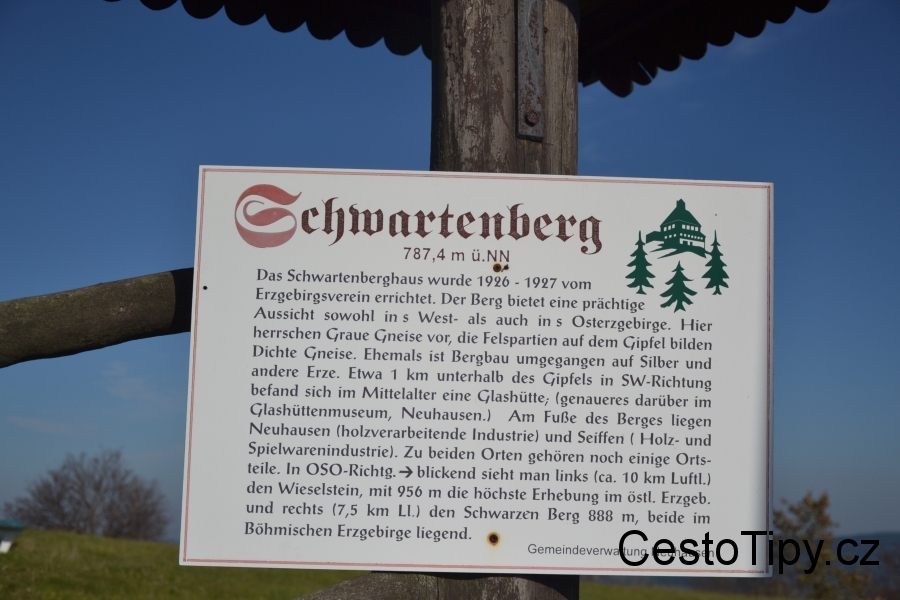 Schwartenberg
787,4 m ü.NN
Das Schwartenberghaus wurde 1926 - 1927 vom
Erzgebirgsverein errichtet. Der Berg bietet eine prächtige
Aussicht sowohl in s West- als auch in s Osterzgebirge. Hier
herrschen Graue Gneise vor, die Felspartien auf dem Gipfel bilden
Dichte Gneise. Ehemals ist Bergbau umgegangen auf Silber und
andere Erze. Etwa 1 km unterhalb des Gipfels in SW-Richtung
befand sich im Mittelalter eine Glashütte; (genaueres darüber im
Glashüttenmuseum, Neuhausen.) Am Fuße des Berges liegen
Neuhausen (holzverarbeitende Industrie) und Seiffen ( Holz- und
Spielwarenindustrie). Zu beiden Orten gehören noch einige Orts-
teile. In OSO-Richtg. → blickend sieht man links (ca. 10 km Luftl.)
den Wieselstein, mit 956 m die höchste Erhebung im östl. Erzgeb.
und rechts (7,5 km Ll.) den Schwarzen Berg 888 m, beide im
Böhmischen Erzgebirge liegend.
Gemeindeverwaltung Neuhausen
CestoTipy.cz